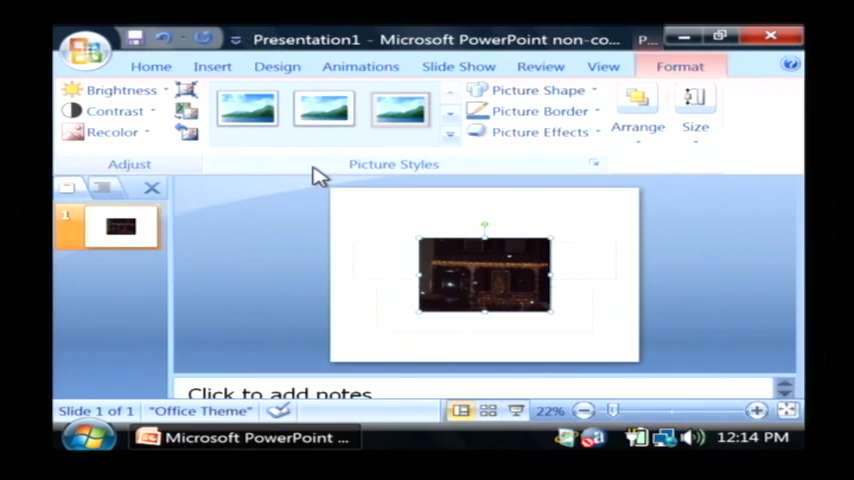 Presentation1 - Microsoft PowerPoint non-co... P...
Home Insert Design Animations Slide Show Review View Format
Brightness
Contrast
Recolor
Picture Shape
Picture Border
Picture Effects
Arrange
Size
Adjust
Picture Styles
1
Click to add notes
Slide 1 of 1 "Office Theme" 22%
Microsoft PowerPoint ... 12:14 PM